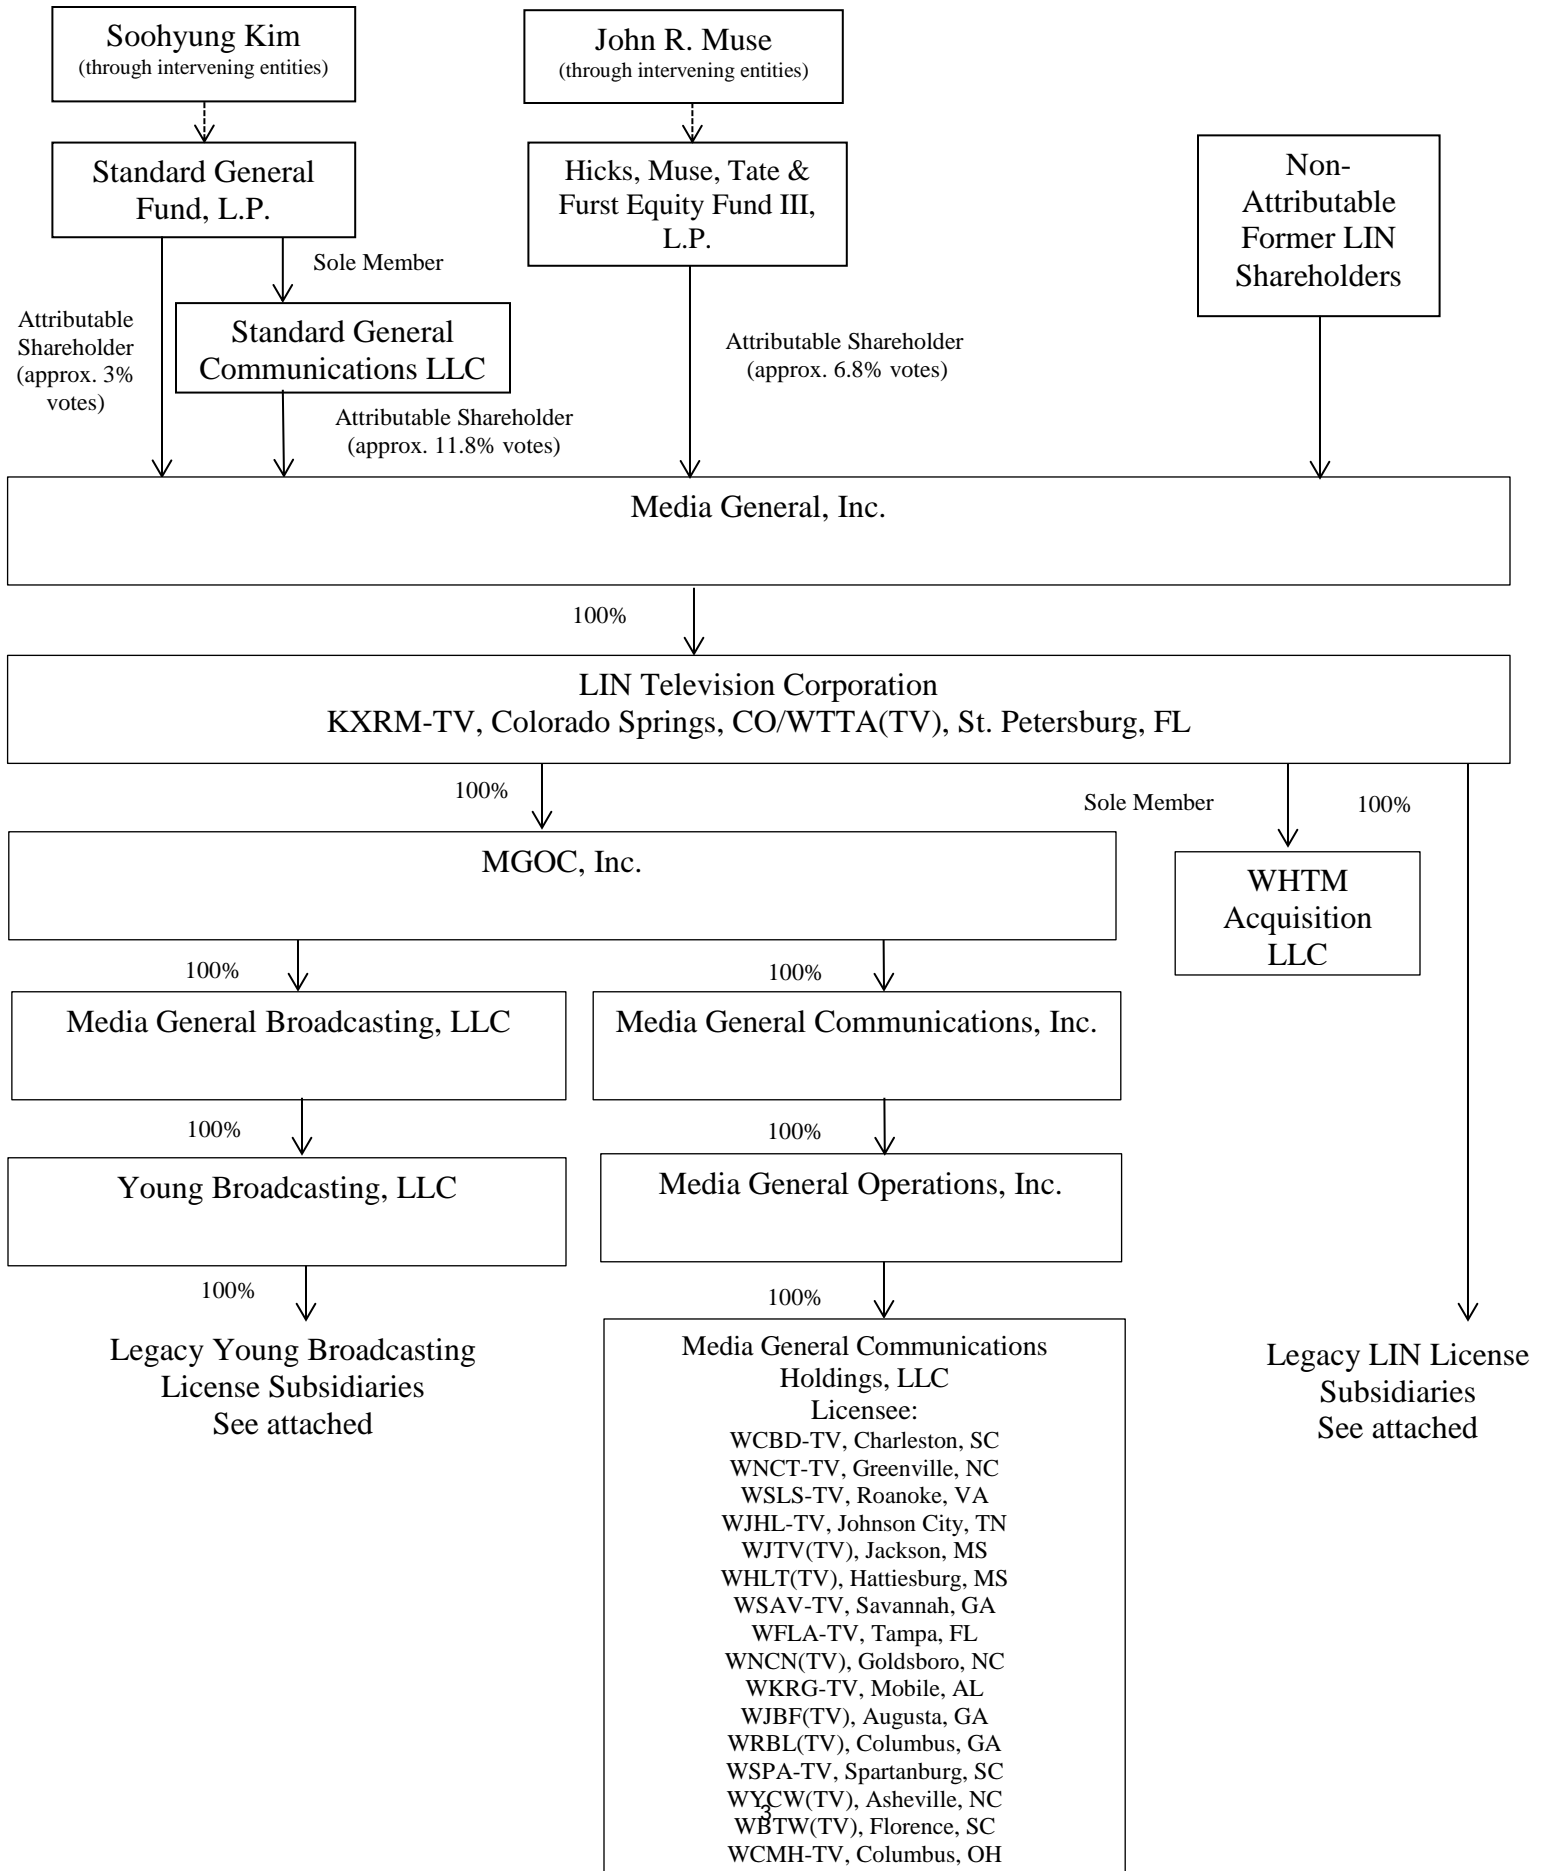 Soohyung Kim
(through intervening entities)
John R. Muse
(through intervening entities)
Standard General
Fund, L.P.
Hicks, Muse, Tate &
Furst Equity Fund III,
L.P.
Non-
Attributable
Former LIN
Shareholders
Sole Member
Attributable
Shareholder
(approx. 3%
votes)
Standard General
Communications LLC
Attributable Shareholder
(approx. 6.8% votes)
Attributable Shareholder
(approx. 11.8% votes)
Media General, Inc.
100%
LIN Television Corporation
KXRM-TV, Colorado Springs, CO/WTTA(TV), St. Petersburg, FL
100%
Sole Member
100%
MGOC, Inc.
WHTM
Acquisition
LLC
100%
100%
Media General Broadcasting, LLC
Media General Communications, Inc.
100%
100%
Young Broadcasting, LLC
Media General Operations, Inc.
100%
100%
Legacy Young Broadcasting
License Subsidiaries
See attached
Media General Communications
Holdings, LLC
Licensee:
WCBD-TV, Charleston, SC
WNCT-TV, Greenville, NC
WSLS-TV, Roanoke, VA
WJHL-TV, Johnson City, TN
WJTV(TV), Jackson, MS
WHLT(TV), Hattiesburg, MS
WSAV-TV, Savannah, GA
WFLA-TV, Tampa, FL
WNCN(TV), Goldsboro, NC
WKRG-TV, Mobile, AL
WJBF(TV), Augusta, GA
WRBL(TV), Columbus, GA
WSPA-TV, Spartanburg, SC
WYCW(TV), Asheville, NC
WBTW(TV), Florence, SC
WCMH-TV, Columbus, OH
Legacy LIN License
Subsidiaries
See attached
3